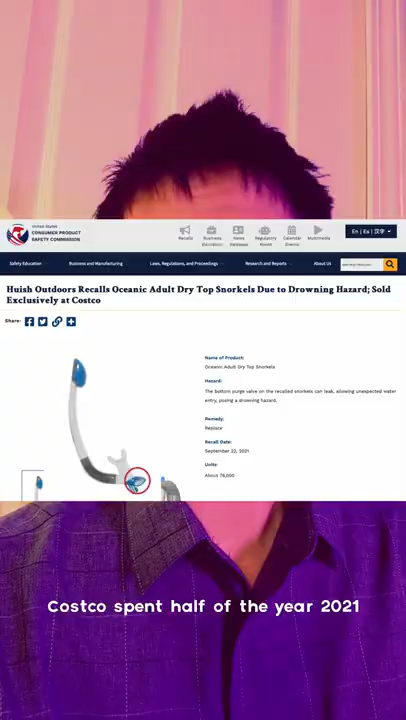 United States
CONSUMER PRODUCT
SAFETY COMMISSION
Recalls
Business
Education
News
Releases
Regulatory
Robot
Calendar
Events
Multimedia
En | Es | 汉字
Safety Education
Business and Manufacturing
Laws, Regulations, and Proceedings
Research and Reports
About Us
Huish Outdoors Recalls Oceanic Adult Dry Top Snorkels Due to Drowning Hazard; Sold
Exclusively at Costco
Share:
Name of Product:
Oceanic Adult Dry Top Snorkels
Hazard:
The bottom purge valve on the recalled snorkels can leak, allowing unexpected water
entry, posing a drowning hazard.
Remedy:
Replace
Recall Date:
September 22, 2021
Units:
About 76,000
Costco spent half of the year 2021